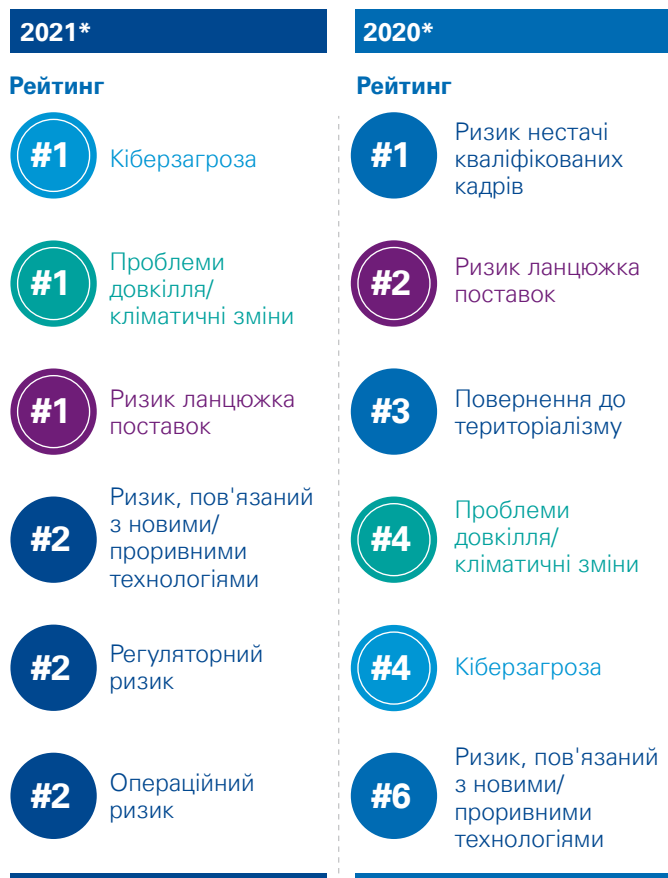 2021*
Рейтинг
#1
Кіберзагроза
#1
Проблеми
довкілля/
кліматичні зміни
#1
Ризик ланцюжка
поставок
#2
Ризик, пов'язаний
з новими/
проривними
технологіями
#2
Регуляторний
ризик
#2
Операційний
ризик
2020*
Рейтинг
#1
Ризик нестачі
кваліфікованих
кадрів
#2
Ризик ланцюжка
поставок
#3
Повернення до
територіалізму
#4
Проблеми
довкілля/
кліматичні зміни
#4
Кіберзагроза
#6
Ризик, пов'язаний
з новими/
проривними
технологіями